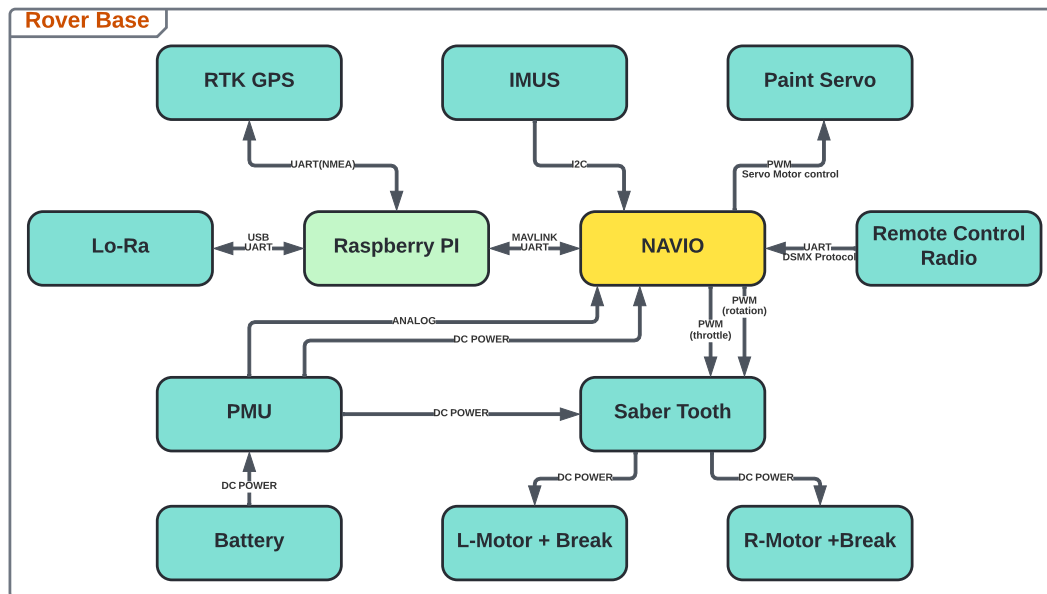 Rover Base
RTK GPS
IMUS
Paint Servo
UART(NMEA)
I2C
PWM
Servo Motor control
Lo-Ra
USB
UART
Raspberry PI
MAVLINK
UART
NAVIO
UART
DSMX Protocol
Remote Control
Radio
PWM
(rotation)
ANALOG
PWM
(throttle)
DC POWER
PMU
DC POWER
Saber Tooth
DC POWER
DC POWER
DC POWER
Battery
L-Motor + Break
R-Motor +Break